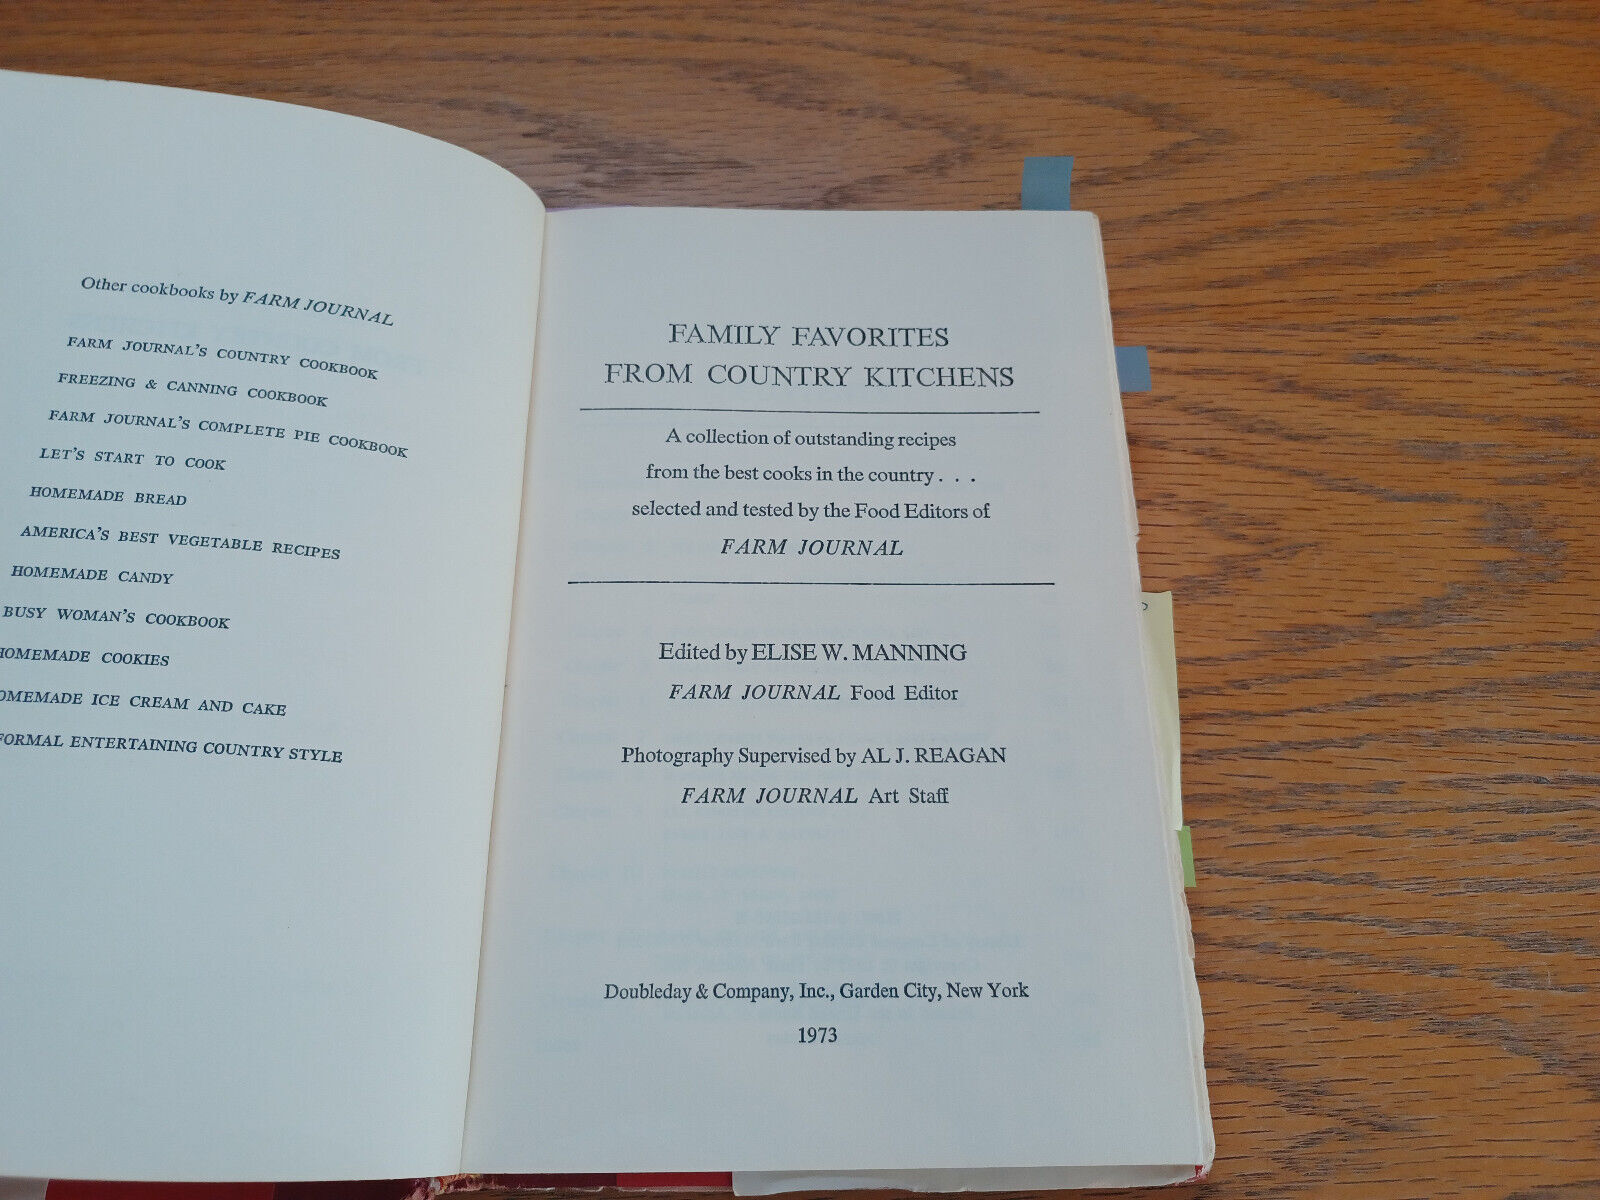 Other cookbooks by FARM JOURNAL
FARM JOURNAL'S COUNTRY COOKBOOK
FREEZING & CANNING COOKBOOK
FARM JOURNAL'S COMPLETE PIE COOKBOOK
LET'S START TO COOK
HOMEMADE BREAD
AMERICA'S BEST VEGETABLE RECIPES
HOMEMADE CANDY
BUSY WOMAN'S COOKBOOK
HOMEMADE COOKIES
OMEMADE ICE CREAM AND CAKE
FORMAL ENTERTAINING COUNTRY STYLE
FAMILY FAVORITES
FROM COUNTRY KITCHENS
A collection of outstanding recipes
from the best cooks in the country . . .
selected and tested by the Food Editors of
FARM JOURNAL
Edited by ELISE W. MANNING
FARM JOURNAL Food Editor
Photography Supervised by AL J. REAGAN
FARM JOURNAL Art Staff
Doubleday & Company, Inc., Garden City, New York
1973